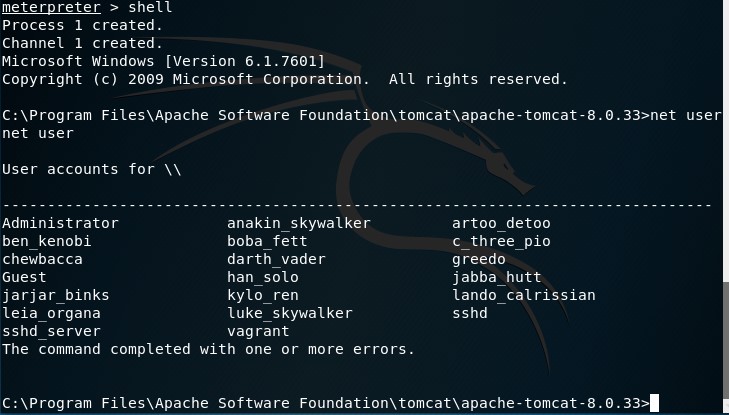 meterpreter > shell
Process 1 created.
Channel 1 created.
Microsoft Windows [Version 6.1.7601]
Copyright (c) 2009 Microsoft Corporation.  All rights reserved.
C:\Program Files\Apache Software Foundation\tomcat\apache-tomcat-8.0.33>net user
net user
User accounts for \\
-------------------------------------------------------------------------------
Administrator            anakin_skywalker         artoo_detoo
ben_kenobi               boba_fett                c_three_pio
chewbacca                darth_vader              greedo
Guest                    han_solo                 jabba_hutt
jarjar_binks             kylo_ren                 lando_calrissian
leia_organa              luke_skywalker           sshd
sshd_server              vagrant
The command completed with one or more errors.
C:\Program Files\Apache Software Foundation\tomcat\apache-tomcat-8.0.33>